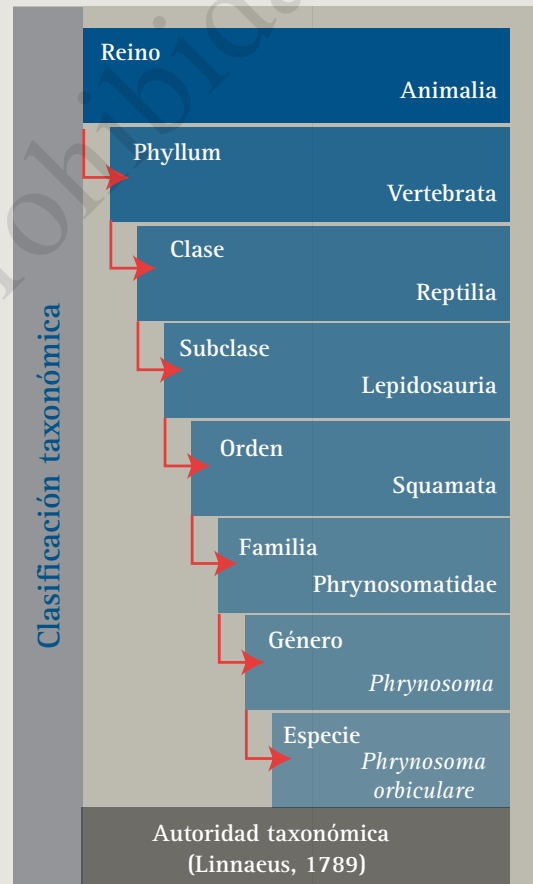 Clasificación taxonómica
Reino
Animalia
Phyllum
Vertebrata
Clase
Reptilia
Subclase
Lepidosauria
Orden
Squamata
Familia
Phrynosomatidae
Género
Phrynosoma
Especie
Phrynosoma
orbiculare
Autoridad taxonómica
(Linnaeus, 1789)